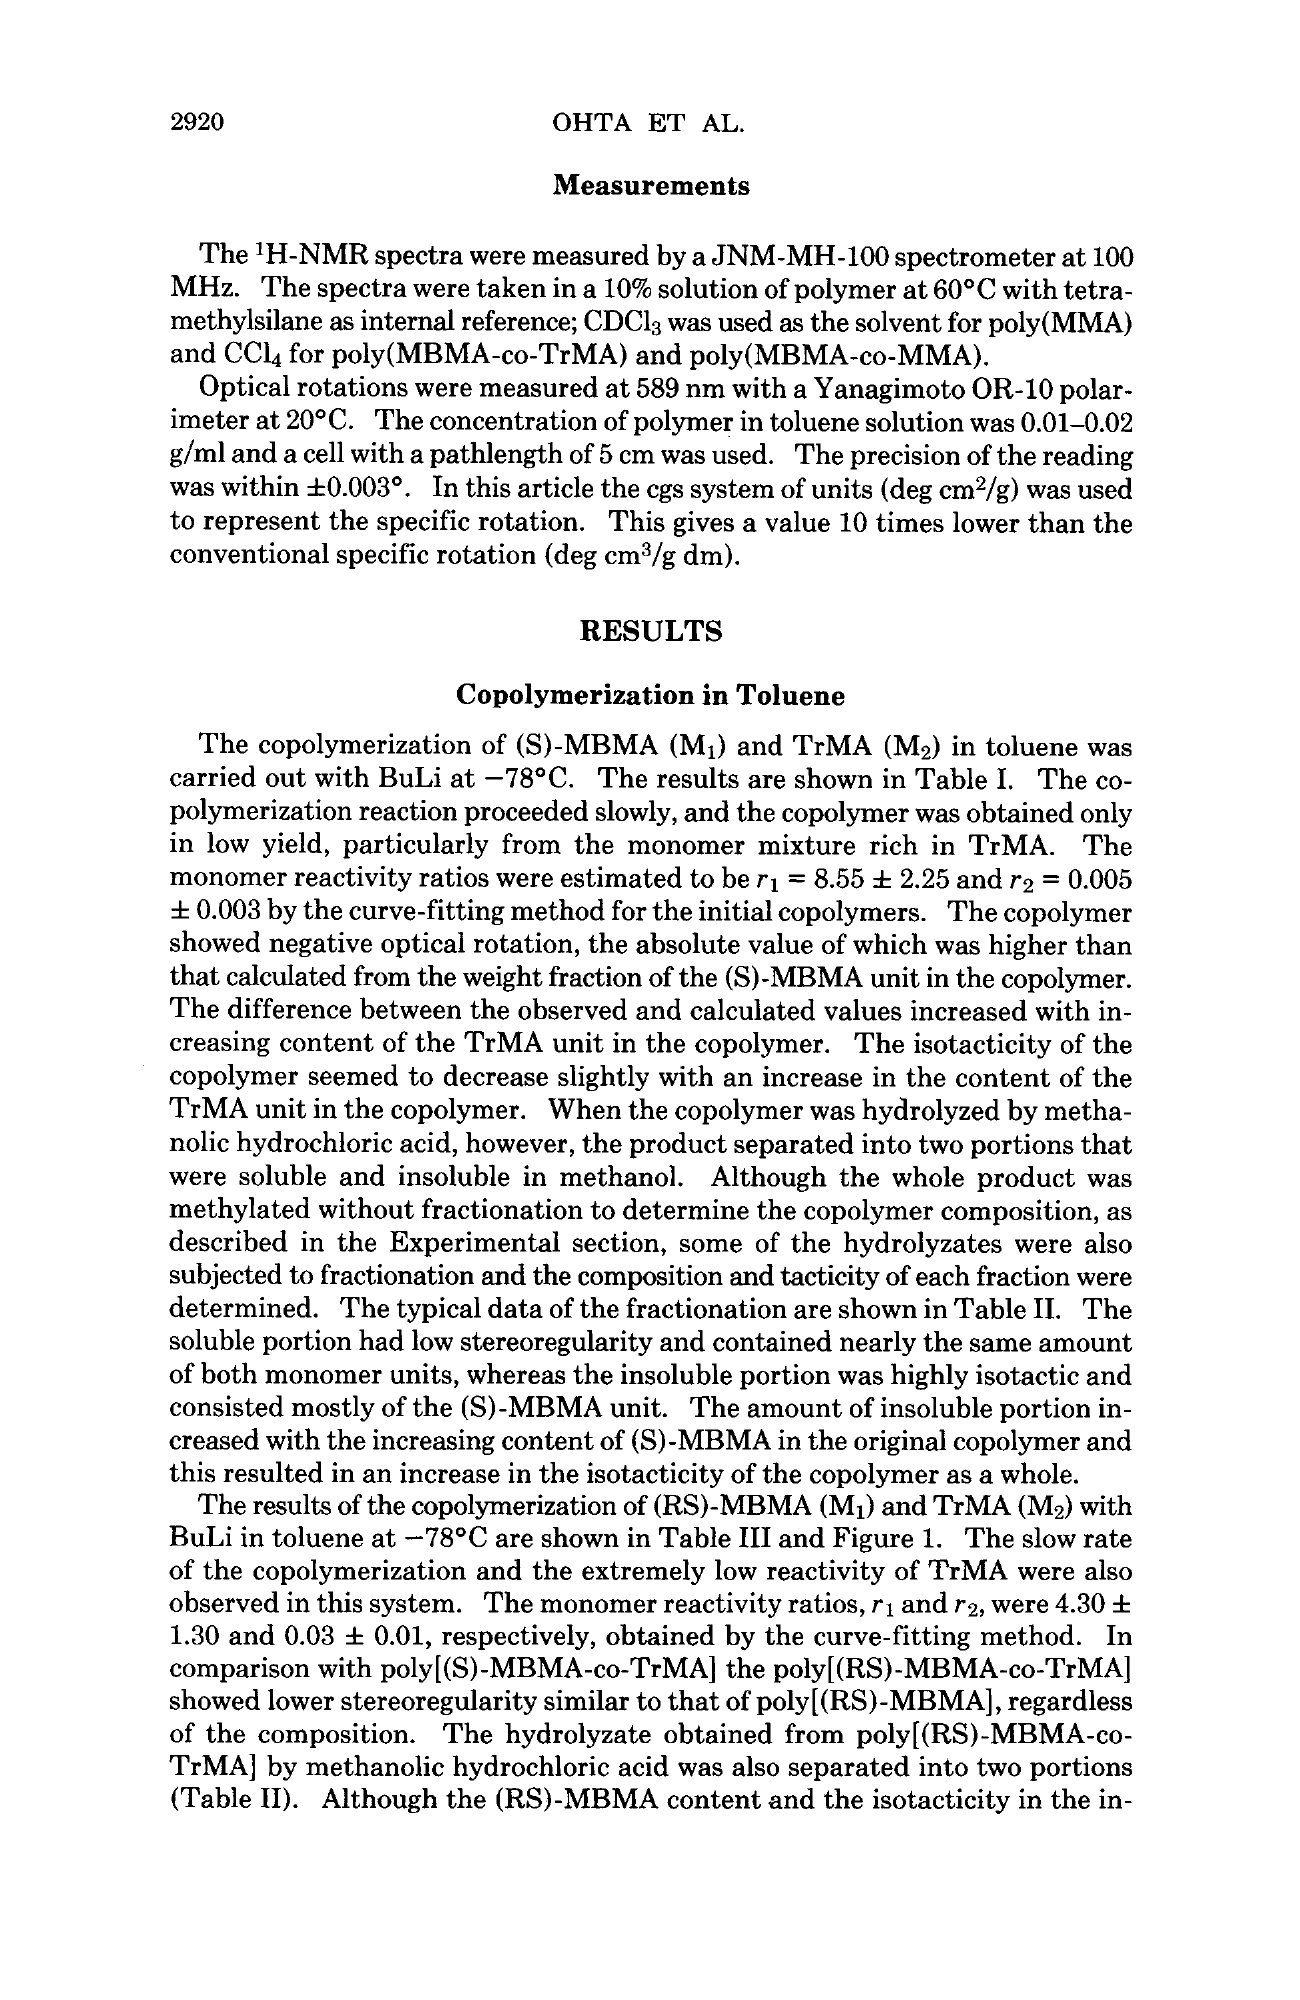 2920 OHTA ET AL.
Measurements
The ¹H-NMR spectra were measured by a JNM-MH-100 spectrometer at 100
MHz. The spectra were taken in a 10% solution of polymer at 60°C with tetra-
methylsilane as internal reference; CDCl₃ was used as the solvent for poly(MMA)
and CCl₄ for poly(MBMA-co-TrMA) and poly(MBMA-co-MMA).
Optical rotations were measured at 589 nm with a Yanagimoto OR-10 polar-
imeter at 20°C. The concentration of polymer in toluene solution was 0.01–0.02
g/ml and a cell with a pathlength of 5 cm was used. The precision of the reading
was within ±0.003°. In this article the cgs system of units (deg cm²/g) was used
to represent the specific rotation. This gives a value 10 times lower than the
conventional specific rotation (deg cm³/g dm).
RESULTS
Copolymerization in Toluene
The copolymerization of (S)-MBMA (M₁) and TrMA (M₂) in toluene was
carried out with BuLi at −78°C. The results are shown in Table I. The co-
polymerization reaction proceeded slowly, and the copolymer was obtained only
in low yield, particularly from the monomer mixture rich in TrMA. The
monomer reactivity ratios were estimated to be r₁ = 8.55 ± 2.25 and r₂ = 0.005
± 0.003 by the curve-fitting method for the initial copolymers. The copolymer
showed negative optical rotation, the absolute value of which was higher than
that calculated from the weight fraction of the (S)-MBMA unit in the copolymer.
The difference between the observed and calculated values increased with in-
creasing content of the TrMA unit in the copolymer. The isotacticity of the
copolymer seemed to decrease slightly with an increase in the content of the
TrMA unit in the copolymer. When the copolymer was hydrolyzed by metha-
nolic hydrochloric acid, however, the product separated into two portions that
were soluble and insoluble in methanol. Although the whole product was
methylated without fractionation to determine the copolymer composition, as
described in the Experimental section, some of the hydrolyzates were also
subjected to fractionation and the composition and tacticity of each fraction were
determined. The typical data of the fractionation are shown in Table II. The
soluble portion had low stereoregularity and contained nearly the same amount
of both monomer units, whereas the insoluble portion was highly isotactic and
consisted mostly of the (S)-MBMA unit. The amount of insoluble portion in-
creased with the increasing content of (S)-MBMA in the original copolymer and
this resulted in an increase in the isotacticity of the copolymer as a whole.
The results of the copolymerization of (RS)-MBMA (M₁) and TrMA (M₂) with
BuLi in toluene at −78°C are shown in Table III and Figure 1. The slow rate
of the copolymerization and the extremely low reactivity of TrMA were also
observed in this system. The monomer reactivity ratios, r₁ and r₂, were 4.30 ±
1.30 and 0.03 ± 0.01, respectively, obtained by the curve-fitting method. In
comparison with poly[(S)-MBMA-co-TrMA] the poly[(RS)-MBMA-co-TrMA]
showed lower stereoregularity similar to that of poly[(RS)-MBMA], regardless
of the composition. The hydrolyzate obtained from poly[(RS)-MBMA-co-
TrMA] by methanolic hydrochloric acid was also separated into two portions
(Table II). Although the (RS)-MBMA content and the isotacticity in the in-